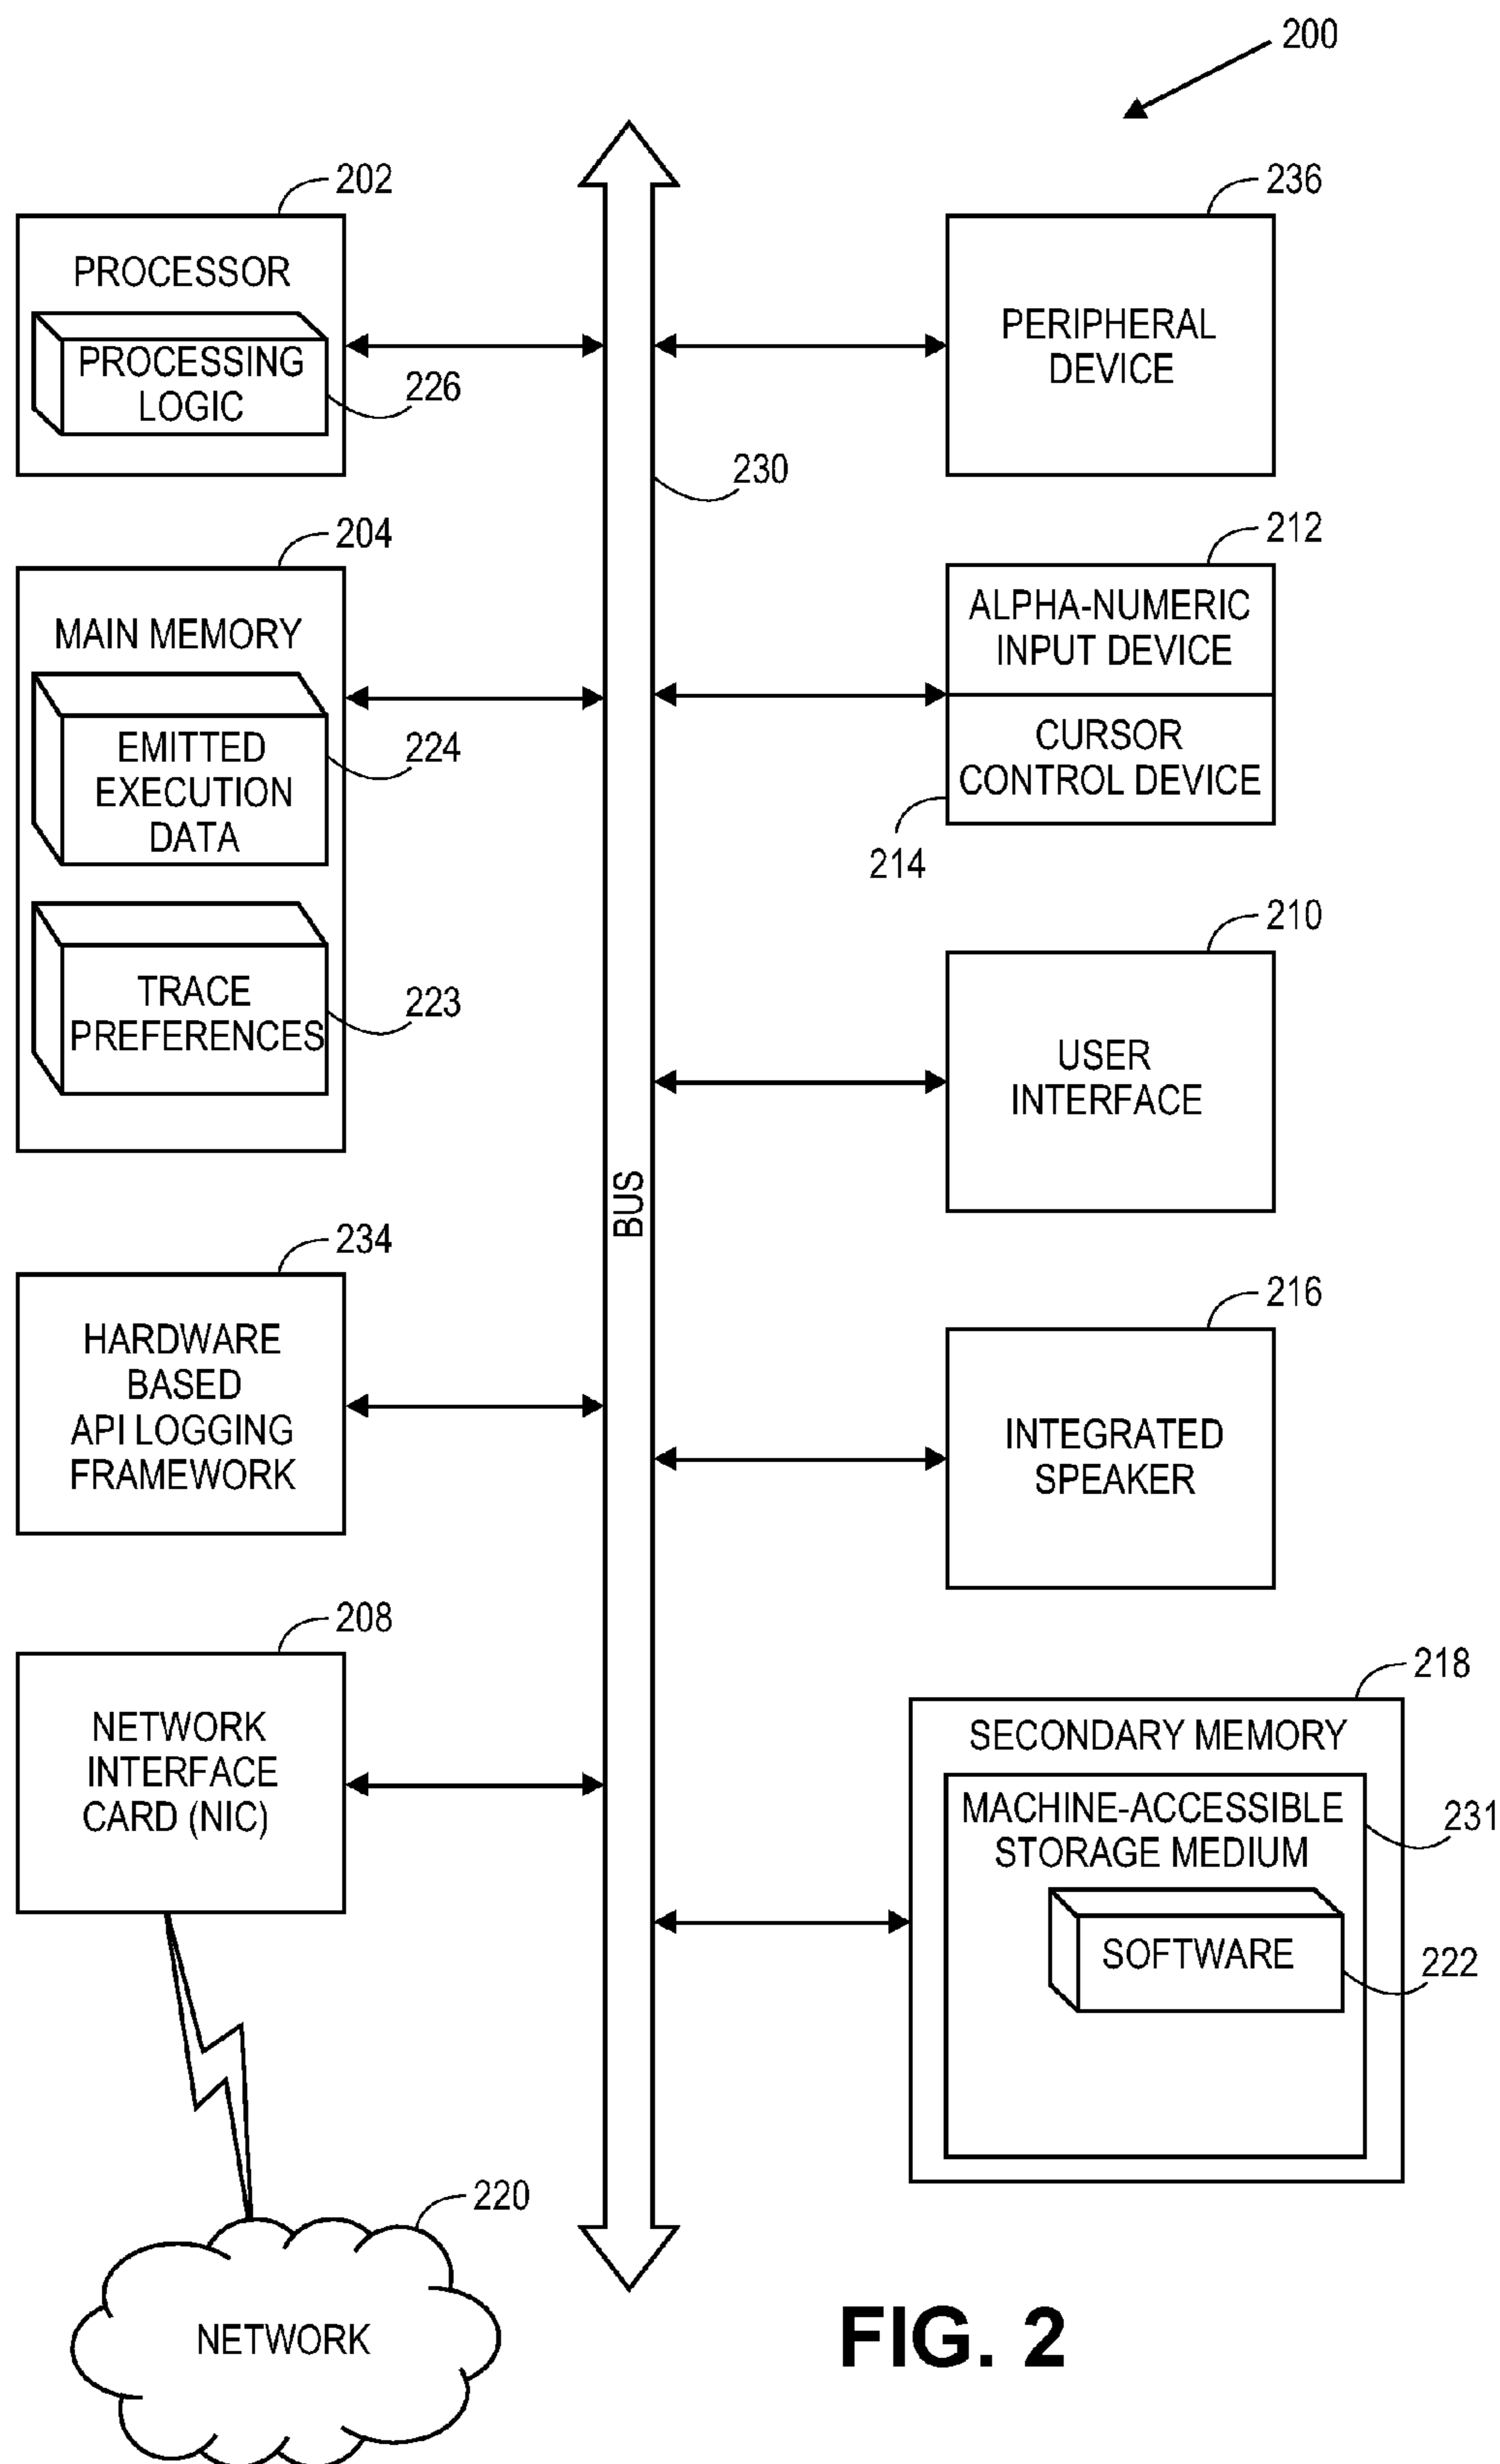 200
202
PROCESSOR
PROCESSING
LOGIC
226
204
MAIN MEMORY
EMITTED
EXECUTION
DATA
224
TRACE
PREFERENCES
223
234
HARDWARE
BASED
API LOGGING
FRAMEWORK
208
NETWORK
INTERFACE
CARD (NIC)
220
NETWORK
230
BUS
236
PERIPHERAL
DEVICE
212
ALPHA-NUMERIC
INPUT DEVICE
CURSOR
CONTROL DEVICE
214
210
USER
INTERFACE
216
INTEGRATED
SPEAKER
218
SECONDARY MEMORY
MACHINE-ACCESSIBLE
STORAGE MEDIUM
231
SOFTWARE
222
FIG. 2